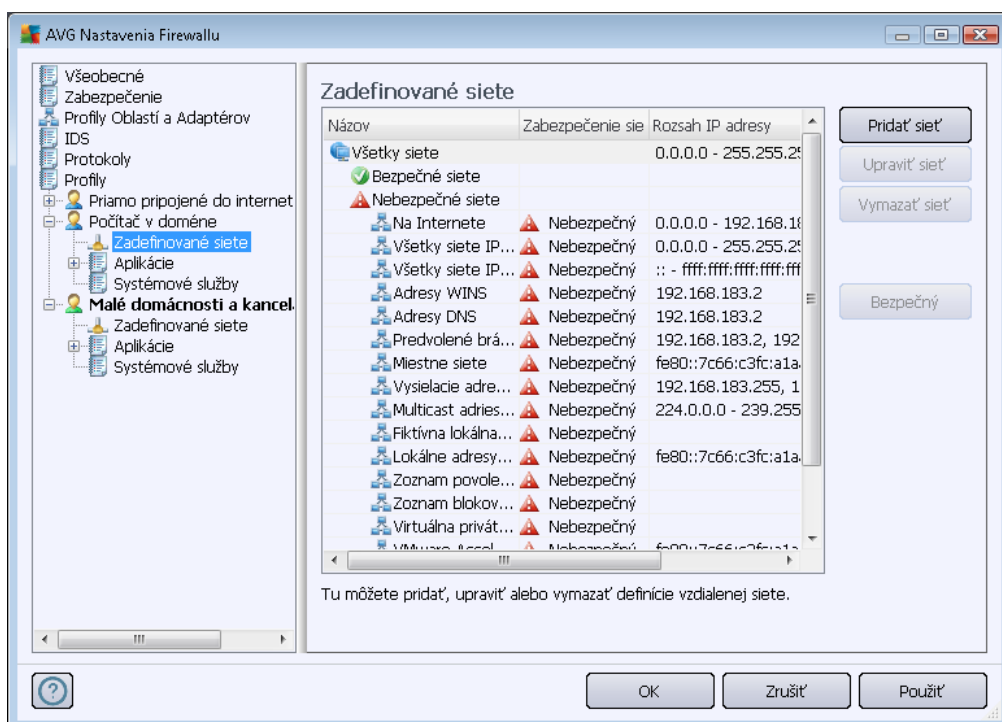 AVG Nastavenia Firewallu
Všeobecné
Zabezpečenie
Profily Oblastí a Adaptérov
IDS
Protokoly
Profily
Priamo pripojené do internet
Počítač v doméne
Zadefinované siete
Aplikácie
Systémové služby
Malé domácnosti a kancel
Zadefinované siete
Aplikácie
Systémové služby
Zadefinované siete
Názov Zabezpečenie sie Rozsah IP adresy
Všetky siete 0.0.0.0 - 255.255.25
Bezpečné siete
Nebezpečné siete
Na Internete Nebezpečný 0.0.0.0 - 192.168.18
Všetky siete IP... Nebezpečný 0.0.0.0 - 255.255.25
Všetky siete IP... Nebezpečný :: - ffff:ffff:ffff:ffff:fff
Adresy WINS Nebezpečný 192.168.183.2
Adresy DNS Nebezpečný 192.168.183.2
Predvolené brá... Nebezpečný 192.168.183.2, 192
Miestne siete Nebezpečný fe80::7c66:c3fc:a1a
Vysielacie adre... Nebezpečný 192.168.183.255, 1
Multicast adries... Nebezpečný 224.0.0.0 - 239.255
Fiktívna lokálna... Nebezpečný
Lokálne adresy... Nebezpečný fe80::7c66:c3fc:a1a
Zoznam povole... Nebezpečný
Zoznam blokov... Nebezpečný
Virtuálna privát... Nebezpečný
VMware Accel Nebezpečný fe80::7c66:c3fc:a1a
Tu môžete pridať, upraviť alebo vymazať definície vzdialenej siete.
Pridať sieť
Upraviť sieť
Vymazať sieť
Bezpečný
OK
Zrušiť
Použiť